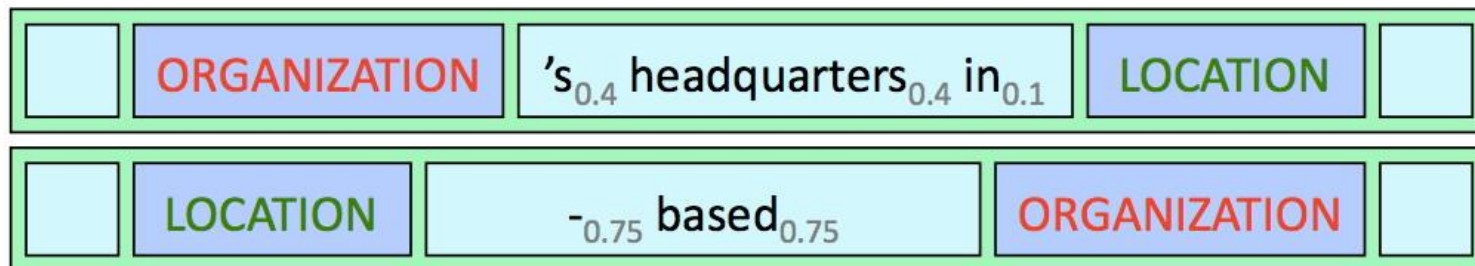 ORGANIZATION ’s0.4 headquarters0.4 in0.1 LOCATION
LOCATION -0.75 based0.75 ORGANIZATION